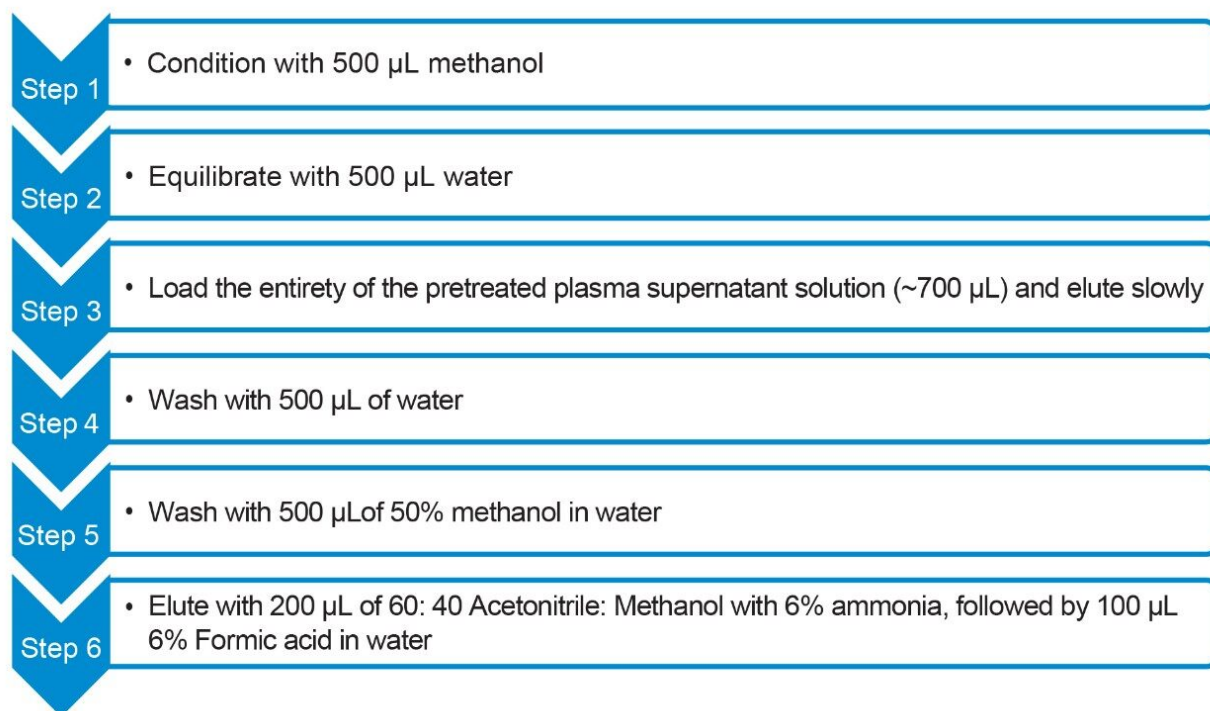 Step 1
• Condition with 500 µL methanol
Step 2
• Equilibrate with 500 µL water
Step 3
• Load the entirety of the pretreated plasma supernatant solution (~700 µL) and elute slowly
Step 4
• Wash with 500 µL of water
Step 5
• Wash with 500 µLof 50% methanol in water
Step 6
• Elute with 200 µL of 60: 40 Acetonitrile: Methanol with 6% ammonia, followed by 100 µL
6% Formic acid in water